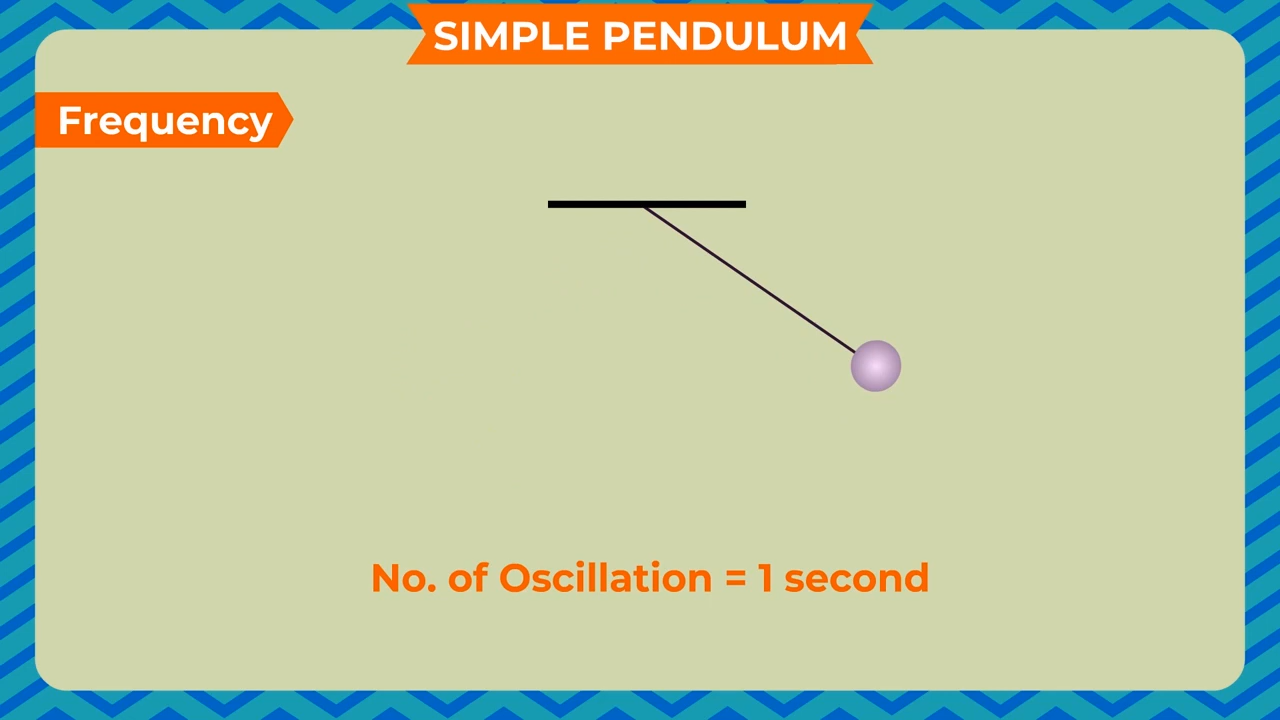 SIMPLE PENDULUM
Frequency
No. of Oscillation = 1 second